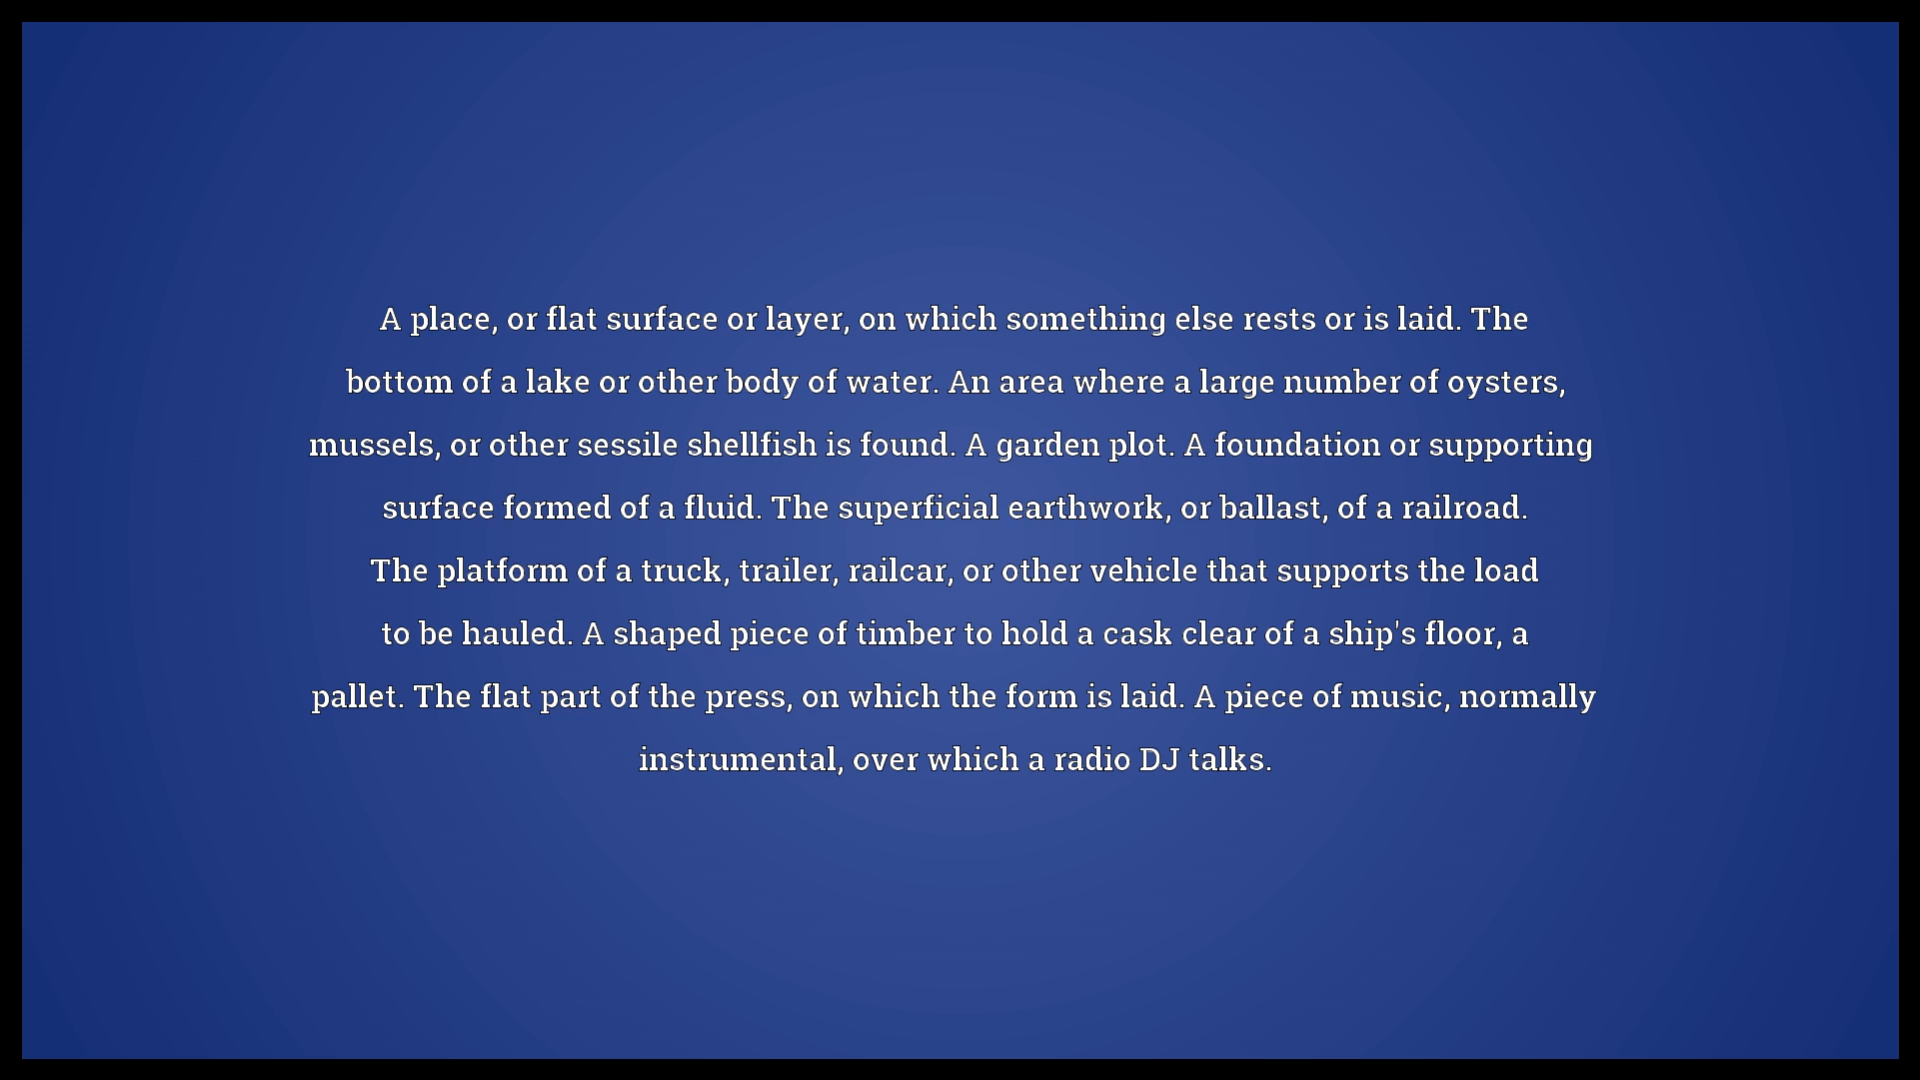 A place, or flat surface or layer, on which something else rests or is laid. The
bottom of a lake or other body of water. An area where a large number of oysters,
mussels, or other sessile shellfish is found. A garden plot. A foundation or supporting
surface formed of a fluid. The superficial earthwork, or ballast, of a railroad.
The platform of a truck, trailer, railcar, or other vehicle that supports the load
to be hauled. A shaped piece of timber to hold a cask clear of a ship's floor, a
pallet. The flat part of the press, on which the form is laid. A piece of music, normally
instrumental, over which a radio DJ talks.